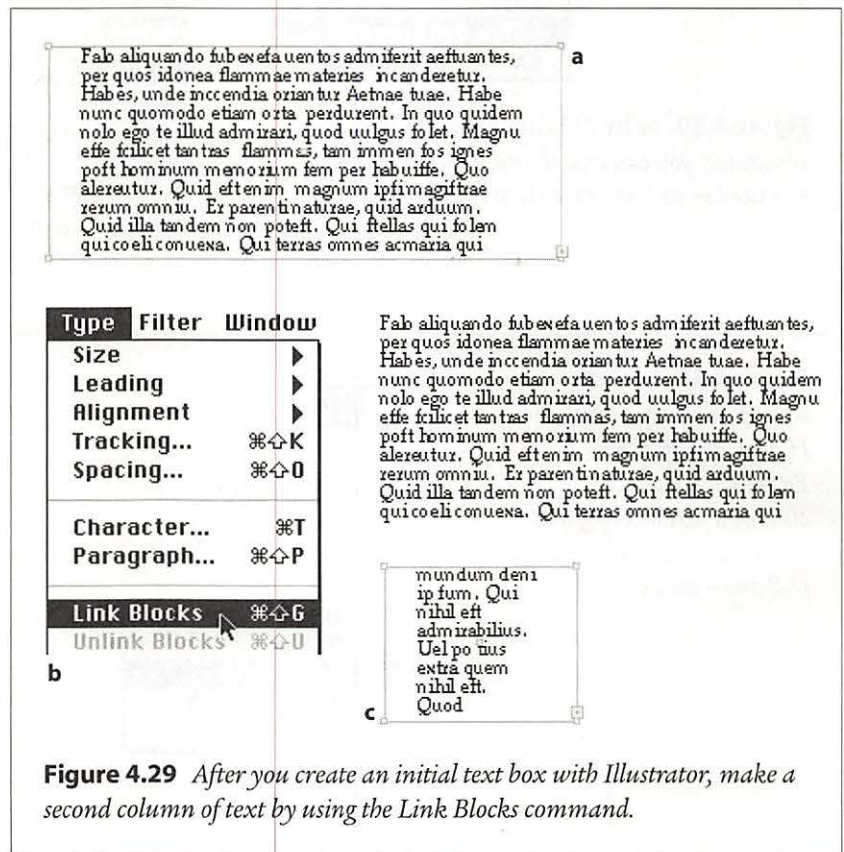 Falo aliquando fubexefa uentos admiferit aeftuantes,
per quos idonea flammae materies incanderetur.
Habes, unde inccendia oriantur Aetnae tuae. Habe
nunc quomodo etiam orta perdurent. In quo quidem
nolo ego te illud admirari, quod uulgus folet. Magnu
effe fcilicet tantras flammas, tam immen fos ignes
poft hominum memorium fem per habuiffe. Quo
alereutur. Quid eftenim magnum ipfimagiftrae
rerum omniu. Er parentinaturae, quid arduum.
Quid illa tandem non poteft. Qui ftellas qui folem
quicoeliconuexa. Qui terras omnes acmaria qui
a
Type Filter Window
Size
Leading
Alignment
Tracking... ⌘⇧K
Spacing... ⌘⇧O
Character... ⌘T
Paragraph... ⌘⇧P
Link Blocks ⌘⇧G
Unlink Blocks ⌘⇧U
b
Falo aliquando fubexefa uentos admiferit aeftuantes,
per quos idonea flammae materies incanderetur.
Habes, unde inccendia oriantur Aetnae tuae. Habe
nunc quomodo etiam orta perdurent. In quo quidem
nolo ego te illud admirari, quod uulgus folet. Magnu
effe fcilicet tantras flammas, tam immen fos ignes
poft hominum memorium fem per habuiffe. Quo
alereutur. Quid eftenim magnum ipfimagiftrae
rerum omniu. Er parentinaturae, quid arduum.
Quid illa tandem non poteft. Qui ftellas qui folem
quicoeliconuexa. Qui terras omnes acmaria qui
mundum deni
ipfum. Qui
nihil eft
admirabilius.
Uel po tius
extra quem
nihil eft.
Quod
c
Figure 4.29 After you create an initial text box with Illustrator, make a
second column of text by using the Link Blocks command.